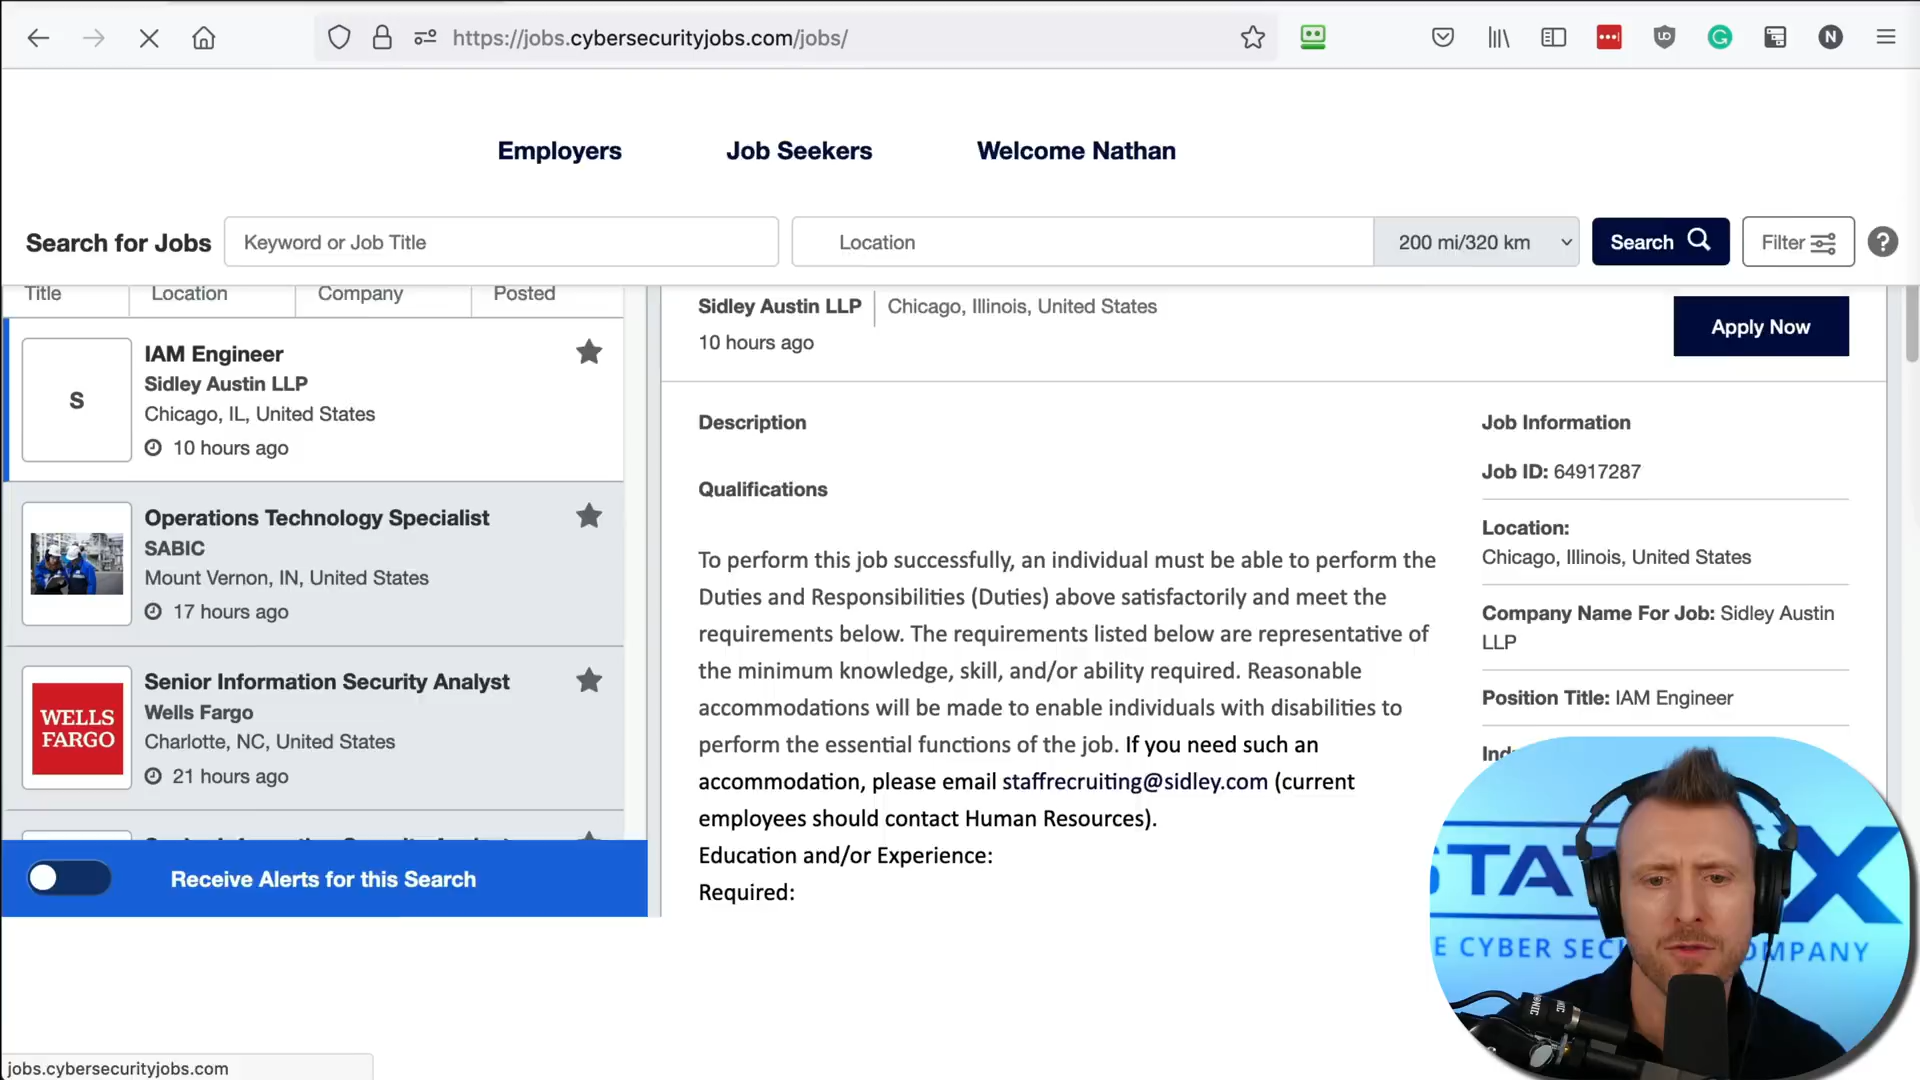 https://jobs.cybersecurityjobs.com/jobs/
N
Employers
Job Seekers
Welcome Nathan
Search for Jobs
Keyword or Job Title
Location
200 mi/320 km
Search
Filter
?
Title
Location
Company
Posted
S
IAM Engineer
Sidley Austin LLP
Chicago, IL, United States
10 hours ago
Operations Technology Specialist
SABIC
Mount Vernon, IN, United States
17 hours ago
WELLS
FARGO
Senior Information Security Analyst
Wells Fargo
Charlotte, NC, United States
21 hours ago
Receive Alerts for this Search
Sidley Austin LLP
Chicago, Illinois, United States
10 hours ago
Apply Now
Description
Qualifications
To perform this job successfully, an individual must be able to perform the
Duties and Responsibilities (Duties) above satisfactorily and meet the
requirements below. The requirements listed below are representative of
the minimum knowledge, skill, and/or ability required. Reasonable
accommodations will be made to enable individuals with disabilities to
perform the essential functions of the job. If you need such an
accommodation, please email staffrecruiting@sidley.com (current
employees should contact Human Resources).
Education and/or Experience:
Required:
Job Information
Job ID: 64917287
Location:
Chicago, Illinois, United States
Company Name For Job: Sidley Austin
LLP
Position Title: IAM Engineer
STAT X
E CYBER SEC OMPANY
jobs.cybersecurityjobs.com